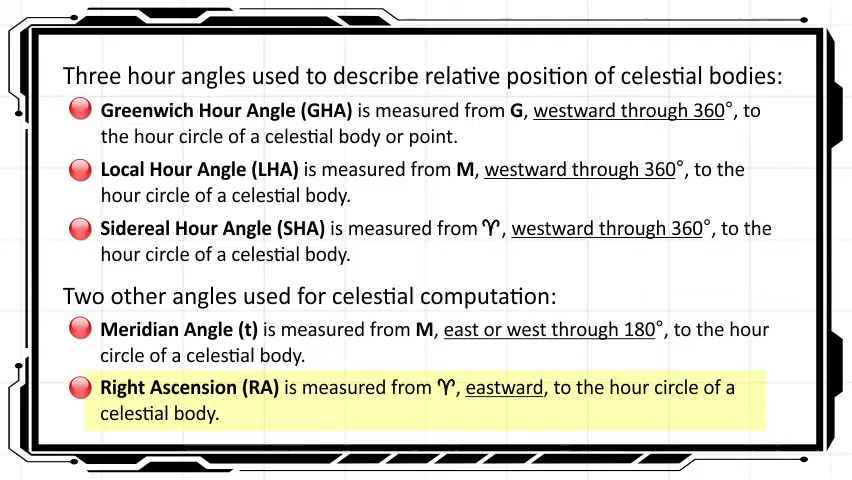 Three hour angles used to describe relative position of celestial bodies:
Greenwich Hour Angle (GHA) is measured from G, westward through 360°, to
the hour circle of a celestial body or point.
Local Hour Angle (LHA) is measured from M, westward through 360°, to the
hour circle of a celestial body.
Sidereal Hour Angle (SHA) is measured from ♈, westward through 360°, to the
hour circle of a celestial body.
Two other angles used for celestial computation:
Meridian Angle (t) is measured from M, east or west through 180°, to the hour
circle of a celestial body.
Right Ascension (RA) is measured from ♈, eastward, to the hour circle of a
celestial body.